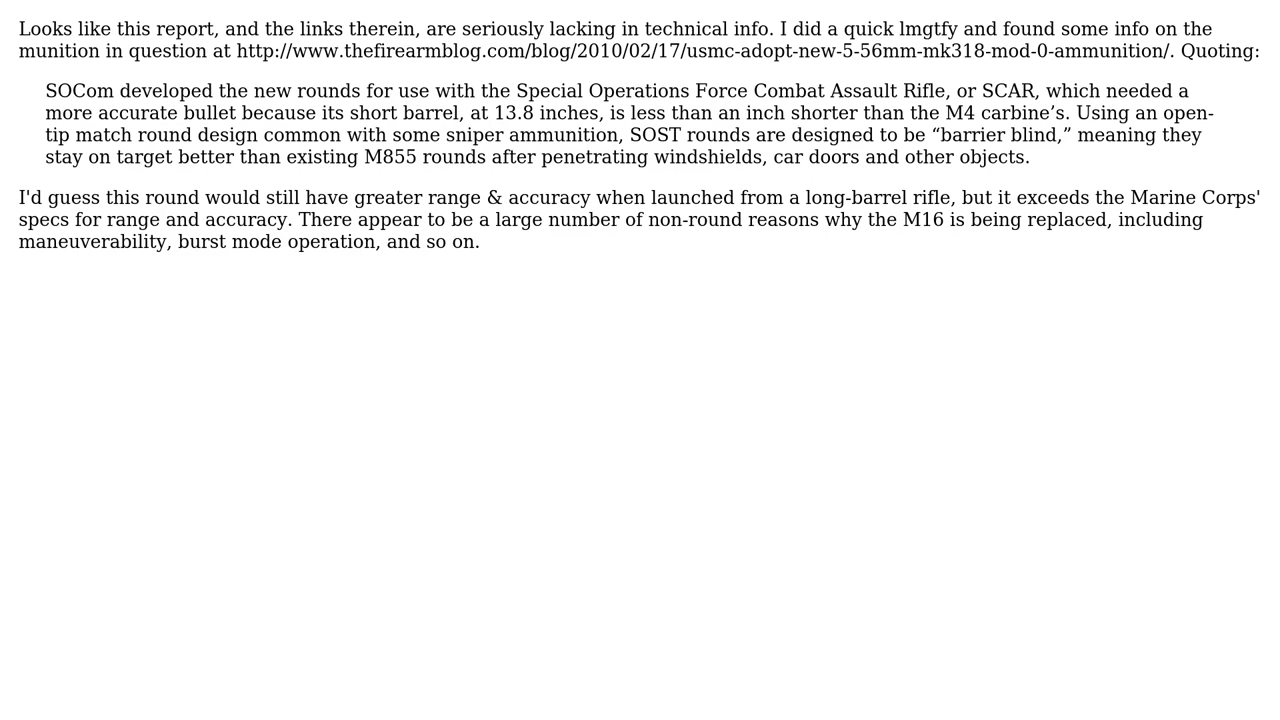 Looks like this report, and the links therein, are seriously lacking in technical info. I did a quick lmgtfy and found some info on the
munition in question at http://www.thefirearmblog.com/blog/2010/02/17/usmc-adopt-new-5-56mm-mk318-mod-0-ammunition/. Quoting:
SOCom developed the new rounds for use with the Special Operations Force Combat Assault Rifle, or SCAR, which needed a
more accurate bullet because its short barrel, at 13.8 inches, is less than an inch shorter than the M4 carbine’s. Using an open-
tip match round design common with some sniper ammunition, SOST rounds are designed to be “barrier blind,” meaning they
stay on target better than existing M855 rounds after penetrating windshields, car doors and other objects.
I'd guess this round would still have greater range & accuracy when launched from a long-barrel rifle, but it exceeds the Marine Corps'
specs for range and accuracy. There appear to be a large number of non-round reasons why the M16 is being replaced, including
maneuverability, burst mode operation, and so on.